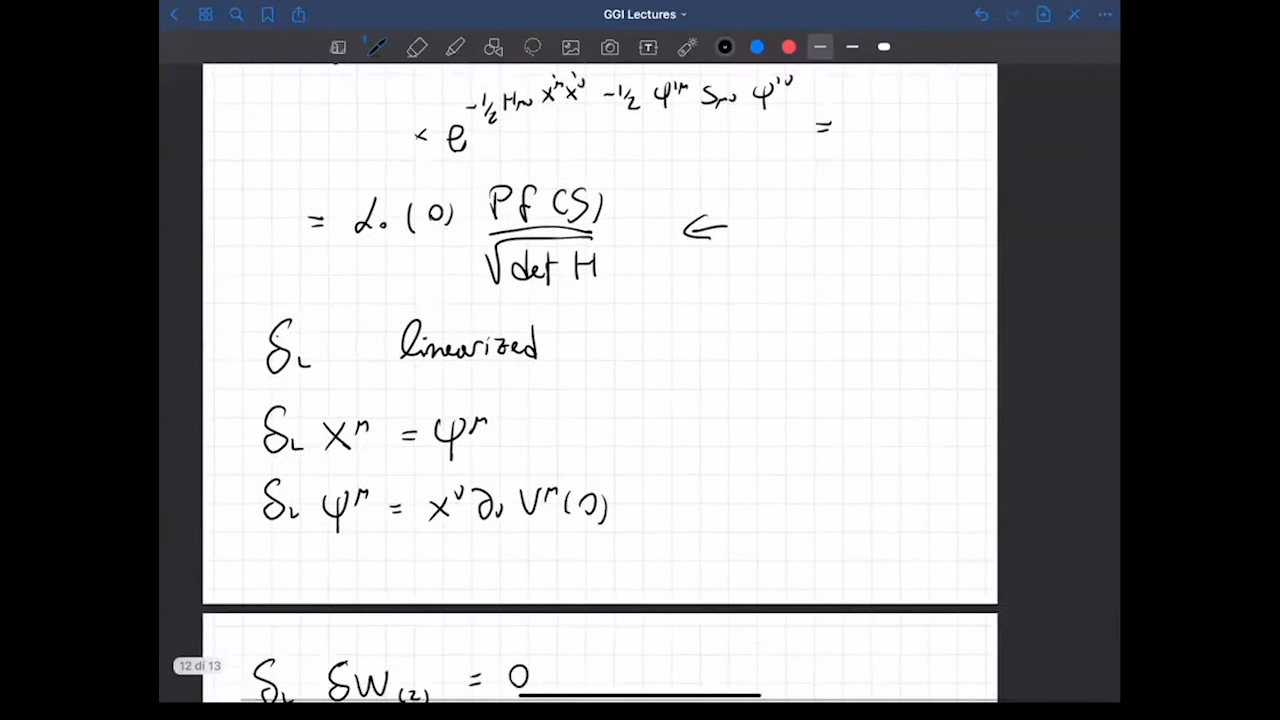 GGI Lectures
× e^{-1/2 H_{μν} x'^μ x'^ν -1/2 ψ'^μ S_{μν} ψ'^ν} =
= α_0 (0) Pf (S) / √det H ⇐
δ_L linearized
δ_L x^μ = ψ^μ
δ_L ψ^μ = x^ν ∂_ν V^μ (0)
12 di 13
δ_L δW_{(2)} = 0